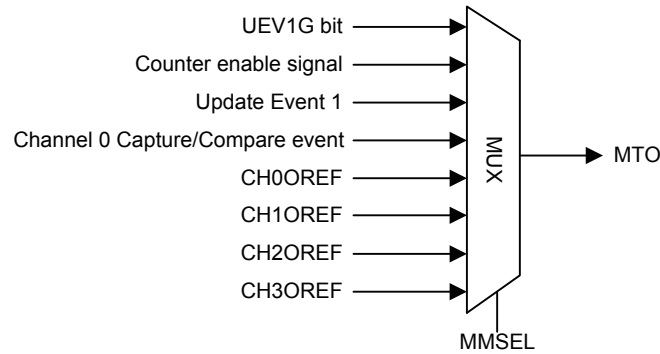 UEV1G bit
Counter enable signal
Update Event 1
Channel 0 Capture/Compare event
CH0OREF
CH1OREF
CH2OREF
CH3OREF
MUX
MTO
MMSEL